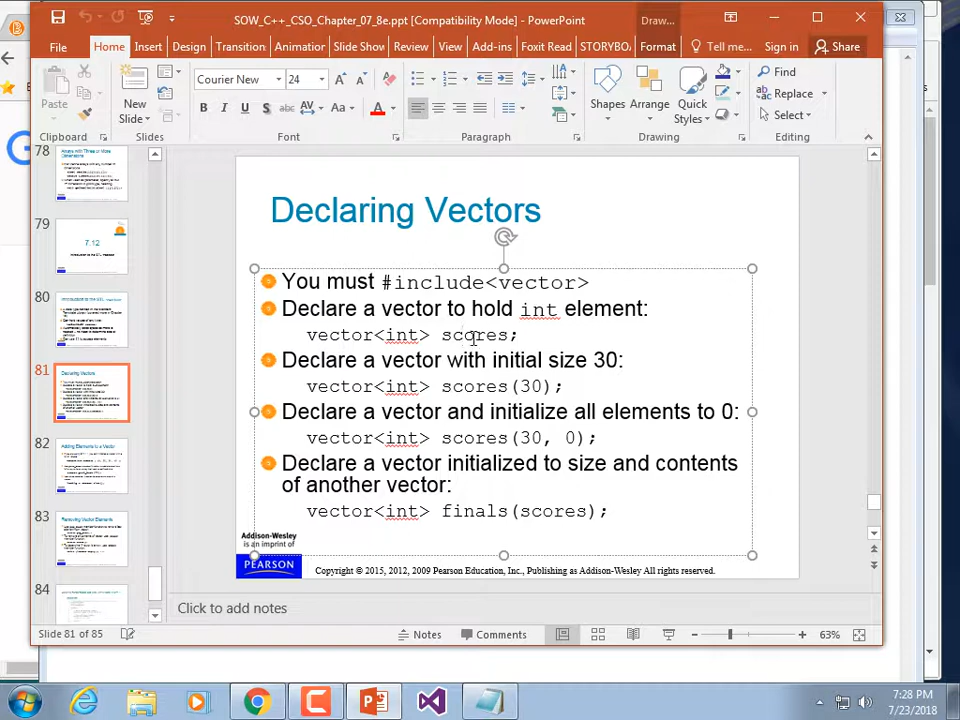 SOW_C++_CSO_Chapter_07_8e.ppt [Compatibility Mode] - PowerPoint
Draw...
File Home Insert Design Transition Animation Slide Show Review View Add-ins Foxit Read STORYBO Format Tell me... Sign in Share
Paste
New
Slide
Courier New 24
B I U S abc AV Aa A
Shapes Arrange Quick
Styles
Find
Replace
Select
Clipboard Slides Font Paragraph Drawing Editing
78
79
7.12
80
81
82
83
84
Declaring Vectors
You must #include<vector>
Declare a vector to hold int element:
vector<int> scores;
Declare a vector with initial size 30:
vector<int> scores(30);
Declare a vector and initialize all elements to 0:
vector<int> scores(30, 0);
Declare a vector initialized to size and contents
of another vector:
vector<int> finals(scores);
Addison-Wesley
is an imprint of
PEARSON
Copyright © 2015, 2012, 2009 Pearson Education, Inc., Publishing as Addison-Wesley All rights reserved.
Click to add notes
Slide 81 of 85 Notes Comments 63%
7:28 PM
7/23/2018